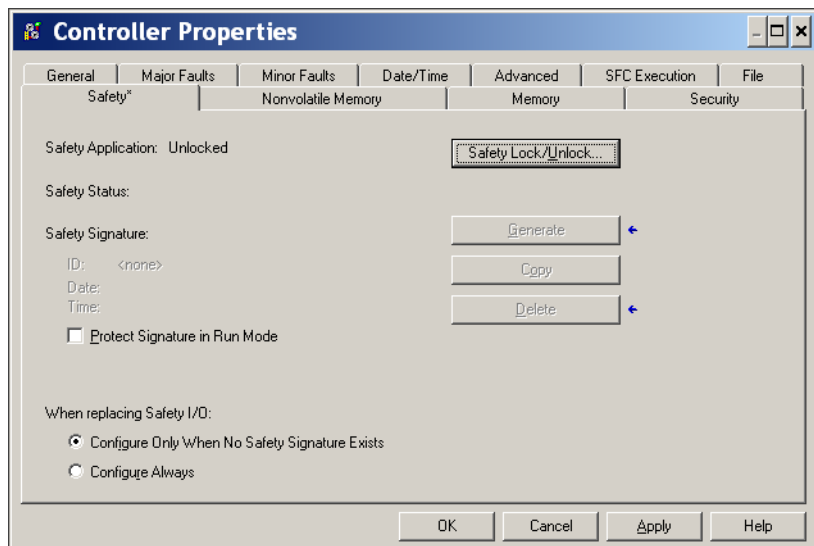 Controller Properties
General Major Faults Minor Faults Date/Time Advanced SFC Execution File
Safety* Nonvolatile Memory Memory Security
Safety Application: Unlocked Safety Lock/Unlock...
Safety Status:
Safety Signature: Generate
ID: <none> Copy
Date:
Time: Delete
Protect Signature in Run Mode
When replacing Safety I/O:
Configure Only When No Safety Signature Exists
Configure Always
OK Cancel Apply Help